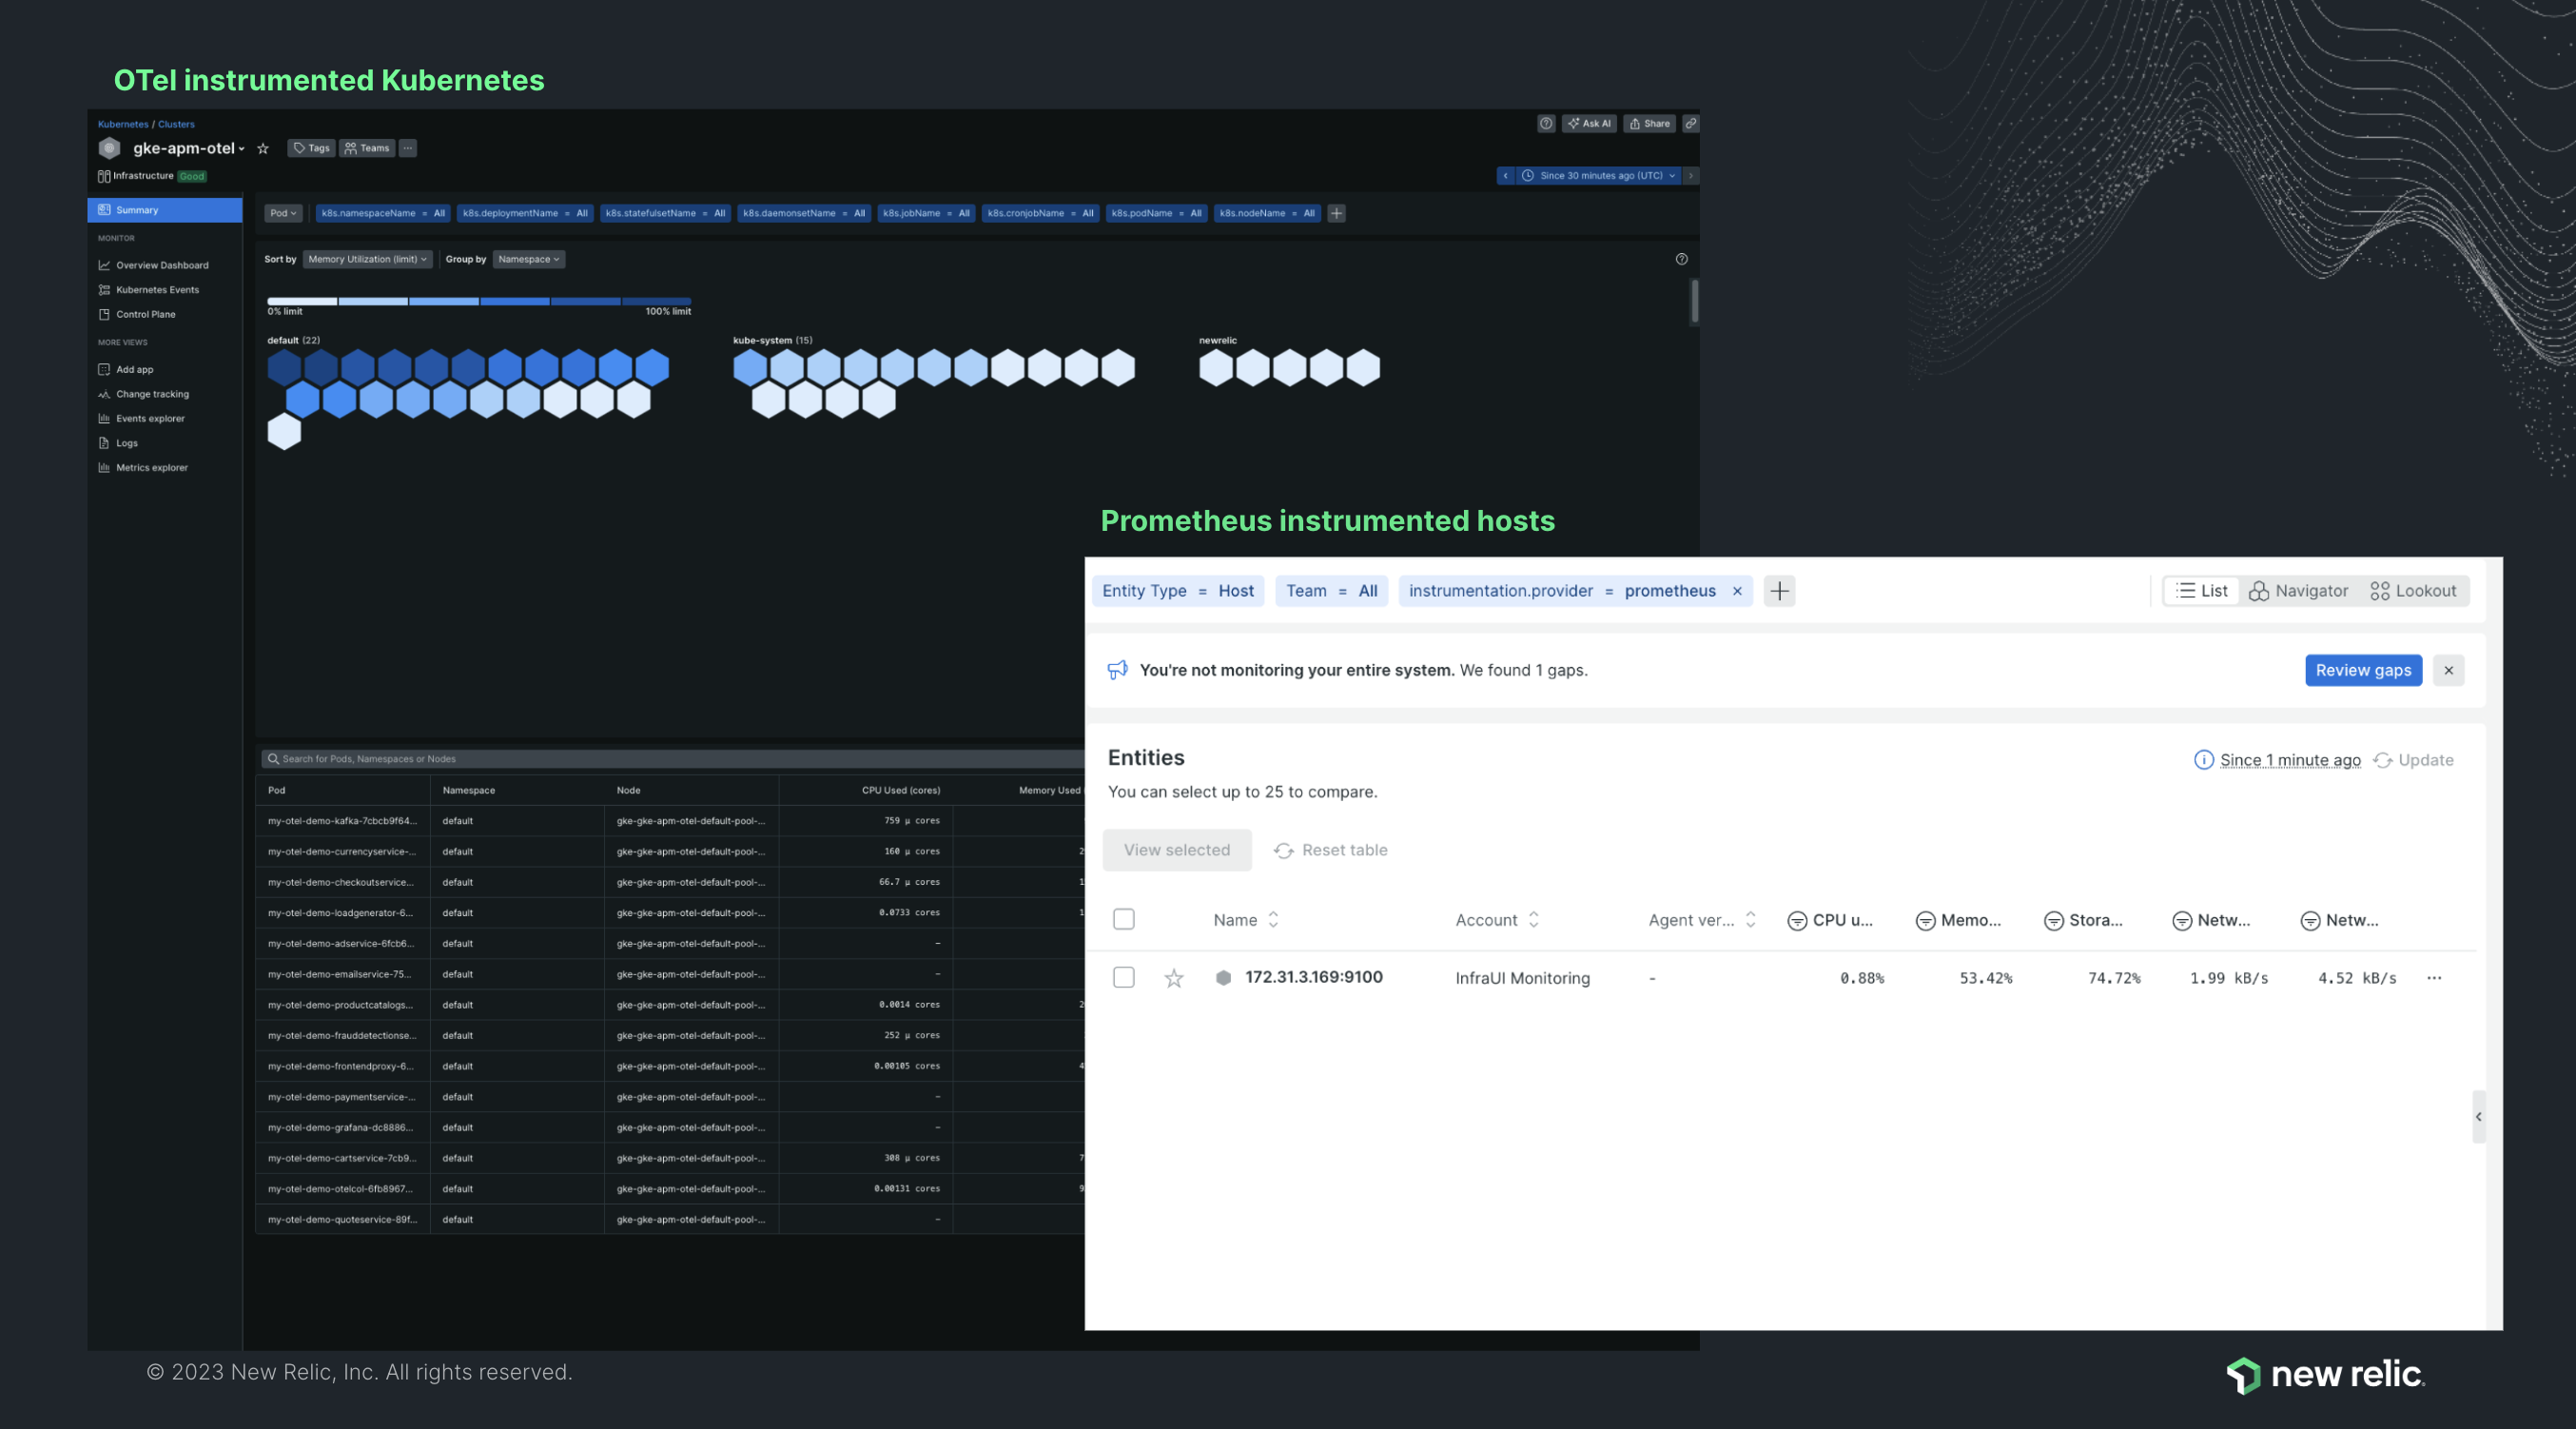 OTel instrumented Kubernetes
Kubernetes / Clusters
Ask AI Share
gke-apm-otel Tags Teams ...
Infrastructure Good
Since 30 minutes ago (UTC)
Summary
MONITOR
Overview Dashboard
Kubernetes Events
Control Plane
MORE VIEWS
Add app
Change tracking
Events explorer
Logs
Metrics explorer
Pod k8s.namespaceName = All k8s.deploymentName = All k8s.statefulsetName = All k8s.daemonsetName = All k8s.jobName = All k8s.cronjobName = All k8s.podName = All k8s.nodeName = All
Sort by Memory Utilization (limit) Group by Namespace
0% limit 100% limit
default (22) kube-system (15) newrelic
Search for Pods, Namespaces or Nodes
Pod Namespace Node CPU Used (cores) Memory Used
my-otel-demo-kafka-7cbcb9f64... default gke-gke-apm-otel-default-pool-... 759 µ cores
my-otel-demo-currencyservice-... default gke-gke-apm-otel-default-pool-... 160 µ cores
my-otel-demo-checkoutservice... default gke-gke-apm-otel-default-pool-... 66.7 µ cores
my-otel-demo-loadgenerator-6... default gke-gke-apm-otel-default-pool-... 0.0733 cores
my-otel-demo-adservice-6fcb6... default gke-gke-apm-otel-default-pool-... –
my-otel-demo-emailservice-75... default gke-gke-apm-otel-default-pool-... –
my-otel-demo-productcatalogs... default gke-gke-apm-otel-default-pool-... 0.0014 cores
my-otel-demo-frauddetectionse... default gke-gke-apm-otel-default-pool-... 252 µ cores
my-otel-demo-frontendproxy-6... default gke-gke-apm-otel-default-pool-... 0.00105 cores
my-otel-demo-paymentservice-... default gke-gke-apm-otel-default-pool-... –
my-otel-demo-grafana-dc8886... default gke-gke-apm-otel-default-pool-... –
my-otel-demo-cartservice-7cb9... default gke-gke-apm-otel-default-pool-... 308 µ cores
my-otel-demo-otelcol-6fb8967... default gke-gke-apm-otel-default-pool-... 0.00131 cores
my-otel-demo-quoteservice-89f... default gke-gke-apm-otel-default-pool-... –
Prometheus instrumented hosts
Entity Type = Host Team = All instrumentation.provider = prometheus × + List Navigator Lookout
You're not monitoring your entire system. We found 1 gaps. Review gaps ×
Entities
Since 1 minute ago Update
You can select up to 25 to compare.
View selected Reset table
Name Account Agent ver... CPU u... Memo... Stora... Netw... Netw...
172.31.3.169:9100 InfraUI Monitoring - 0.88% 53.42% 74.72% 1.99 kB/s 4.52 kB/s ...
© 2023 New Relic, Inc. All rights reserved.
new relic